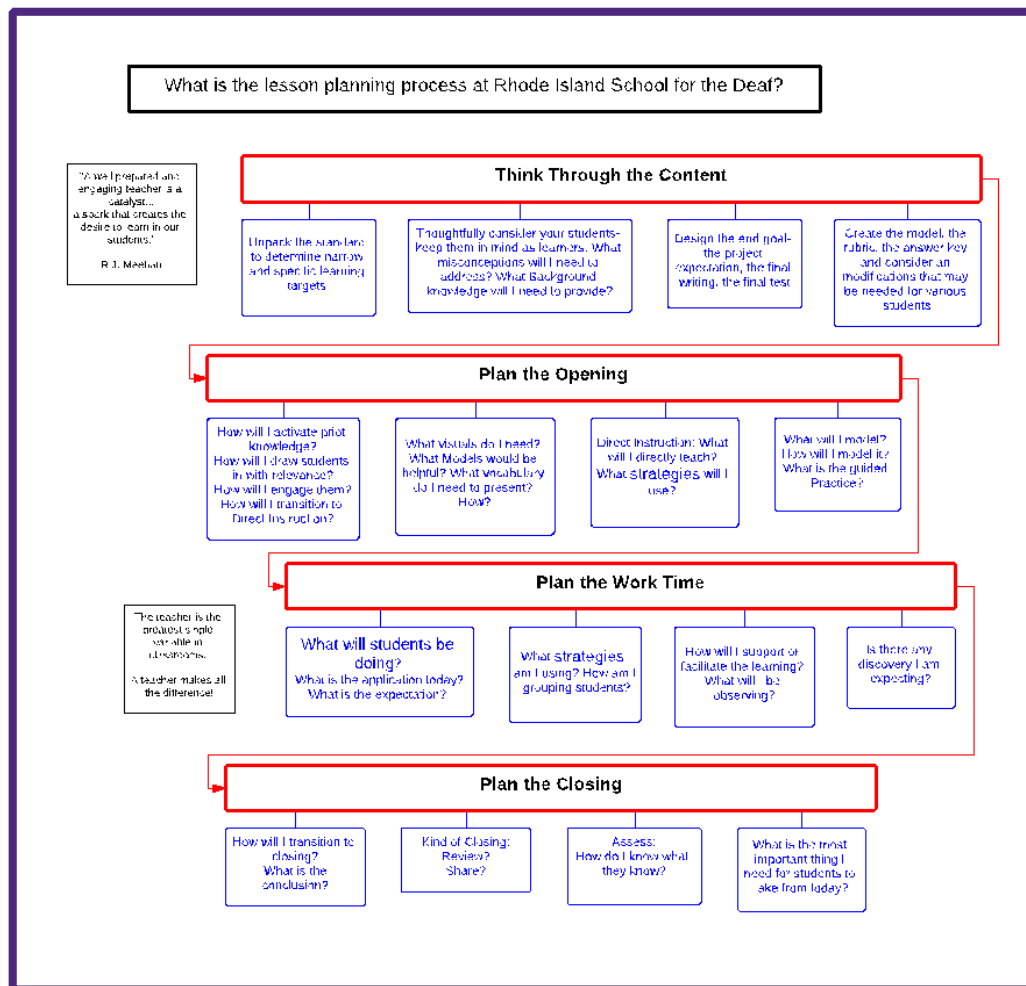 What is the lesson planning process at Rhode Island School for the Deaf?
"A well prepared and
engaging teacher is a
catalyst...
a spark that creates the
desire to learn in our
students."
R.J. Meehan
Think Through the Content
Unpack the standard
to determine narrow
and specific learning
targets
Thoughtfully consider your students-
keep them in mind as learners. What
misconceptions will I need to
address? What Background
knowledge will I need to provide?
Design the end goal-
the project
expectation, the final
writing, the final test
Create the model, the
rubric, the answer key
and consider an
modifications that may
be needed for various
students
Plan the Opening
How will I activate priot
knowledge?
How will I draw students
in with relevance?
How will I engage them?
How will I transition to
Direct Instruction?
What visuals do I need?
What Models would be
helpful? What vocabulary
do I need to present?
How?
Direct Instruction: What
will I directly teach?
What strategies will I
use?
What will I model?
How will I model it?
What is the guided
Practice?
Plan the Work Time
The teacher is the
greatest single
variable in
classrooms.
A teacher makes all
the difference!
What will students be
doing?
What is the application today?
What is the expectation?
What strategies
am I using? How am I
grouping students?
How will I support or
facilitate the learning?
What will I be
observing?
Is there any
discovery I am
expecting?
Plan the Closing
How will I transition to
closing?
What is the
conclusion?
Kind of Closing:
Review?
Share?
Assess:
How do I know what
they know?
What is the most
important thing I
need for students to
take from today?